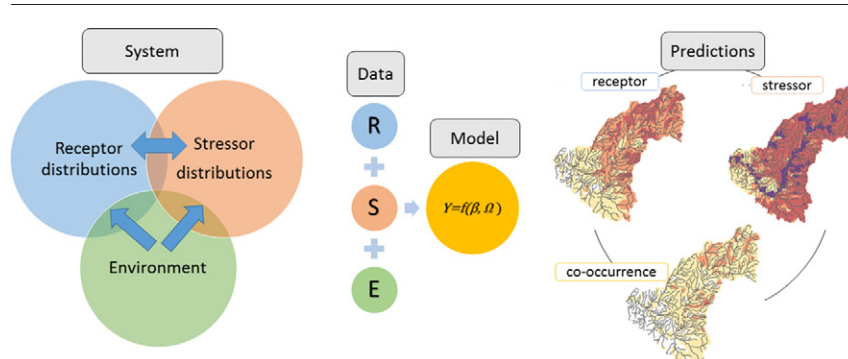 System
Receptor
distributions
Stressor
distributions
Environment
Data
R
S
E
Model
Y=f(β, Ω)
Predictions
receptor
stressor
co-occurrence